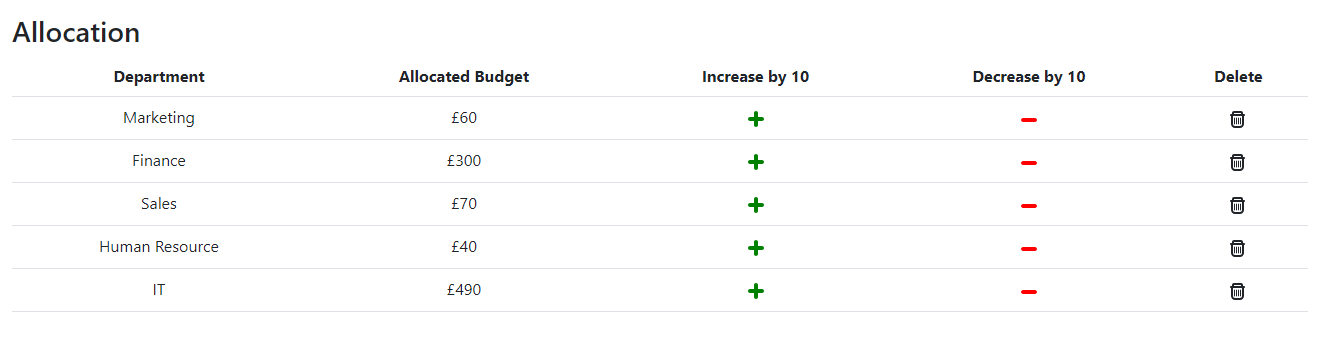 Allocation
Department Allocated Budget Increase by 10 Decrease by 10 Delete
Marketing £60
Finance £300
Sales £70
Human Resource £40
IT £490